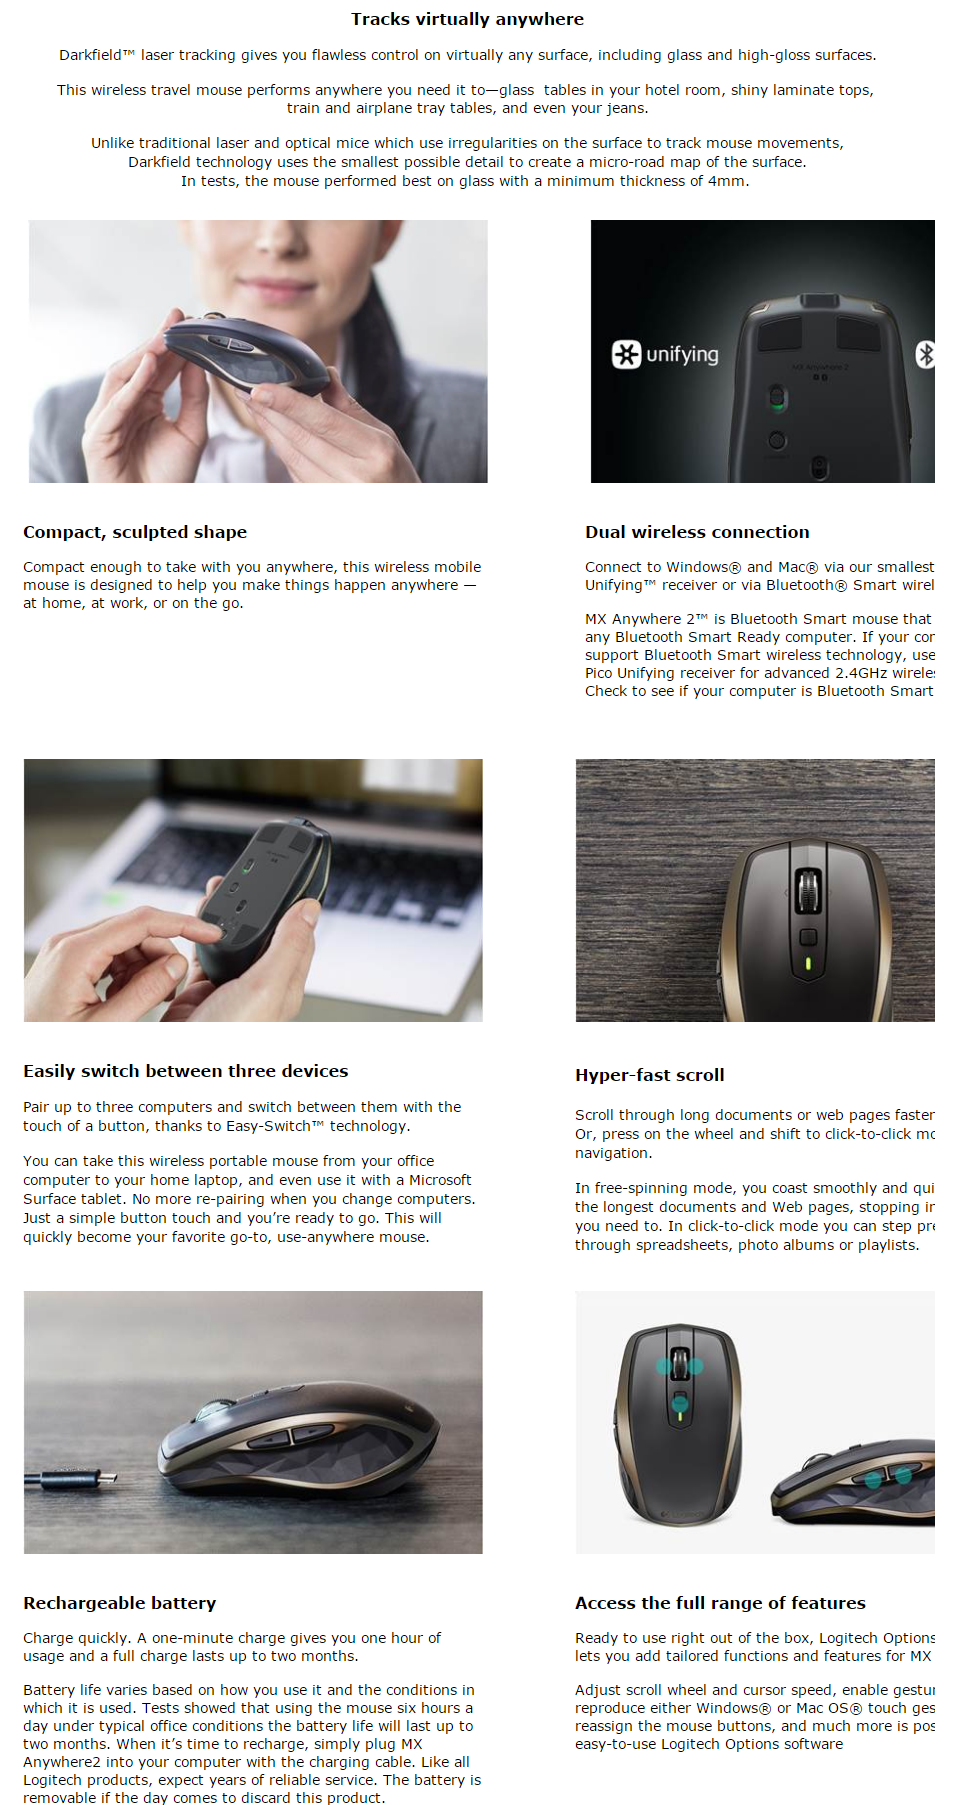 Tracks virtually anywhere
Darkfield™ laser tracking gives you flawless control on virtually any surface, including glass and high-gloss surfaces.
This wireless travel mouse performs anywhere you need it to—glass tables in your hotel room, shiny laminate tops,
train and airplane tray tables, and even your jeans.
Unlike traditional laser and optical mice which use irregularities on the surface to track mouse movements,
Darkfield technology uses the smallest possible detail to create a micro-road map of the surface.
In tests, the mouse performed best on glass with a minimum thickness of 4mm.
unifying
MX Anywhere 2
Compact, sculpted shape
Compact enough to take with you anywhere, this wireless mobile
mouse is designed to help you make things happen anywhere —
at home, at work, or on the go.
Dual wireless connection
Connect to Windows® and Mac® via our smallest
Unifying™ receiver or via Bluetooth® Smart wirel
MX Anywhere 2™ is Bluetooth Smart mouse that
any Bluetooth Smart Ready computer. If your
support Bluetooth Smart wireless technology, use
Pico Unifying receiver for advanced 2.4GHz wireles
Check to see if your computer is Bluetooth Smart
Easily switch between three devices
Pair up to three computers and switch between them with the
touch of a button, thanks to Easy-Switch™ technology.
You can take this wireless portable mouse from your office
computer to your home laptop, and even use it with a Microsoft
Surface tablet. No more re-pairing when you change computers.
Just a simple button touch and you're ready to go. This will
quickly become your favorite go-to, use-anywhere mouse.
Hyper-fast scroll
Scroll through long documents or web pages faster
Or, press on the wheel and shift to click-to-click
navigation.
In free-spinning mode, you coast smoothly and qui
the longest documents and Web pages, stopping in
you need to. In click-to-click mode you can step pre
through spreadsheets, photo albums or playlists.
Rechargeable battery
Charge quickly. A one-minute charge gives you one hour of
usage and a full charge lasts up to two months.
Battery life varies based on how you use it and the conditions in
which it is used. Tests showed that using the mouse six hours a
day under typical office conditions the battery life will last up to
two months. When it's time to recharge, simply plug MX
Anywhere2 into your computer with the charging cable. Like all
Logitech products, expect years of reliable service. The battery is
removable if the day comes to discard this product.
Access the full range of features
Ready to use right out of the box, Logitech Options
lets you add tailored functions and features for MX
Adjust scroll wheel and cursor speed, enable gestur
reproduce either Windows® or Mac OS® touch ges
reassign the mouse buttons, and much more is pos
easy-to-use Logitech Options software